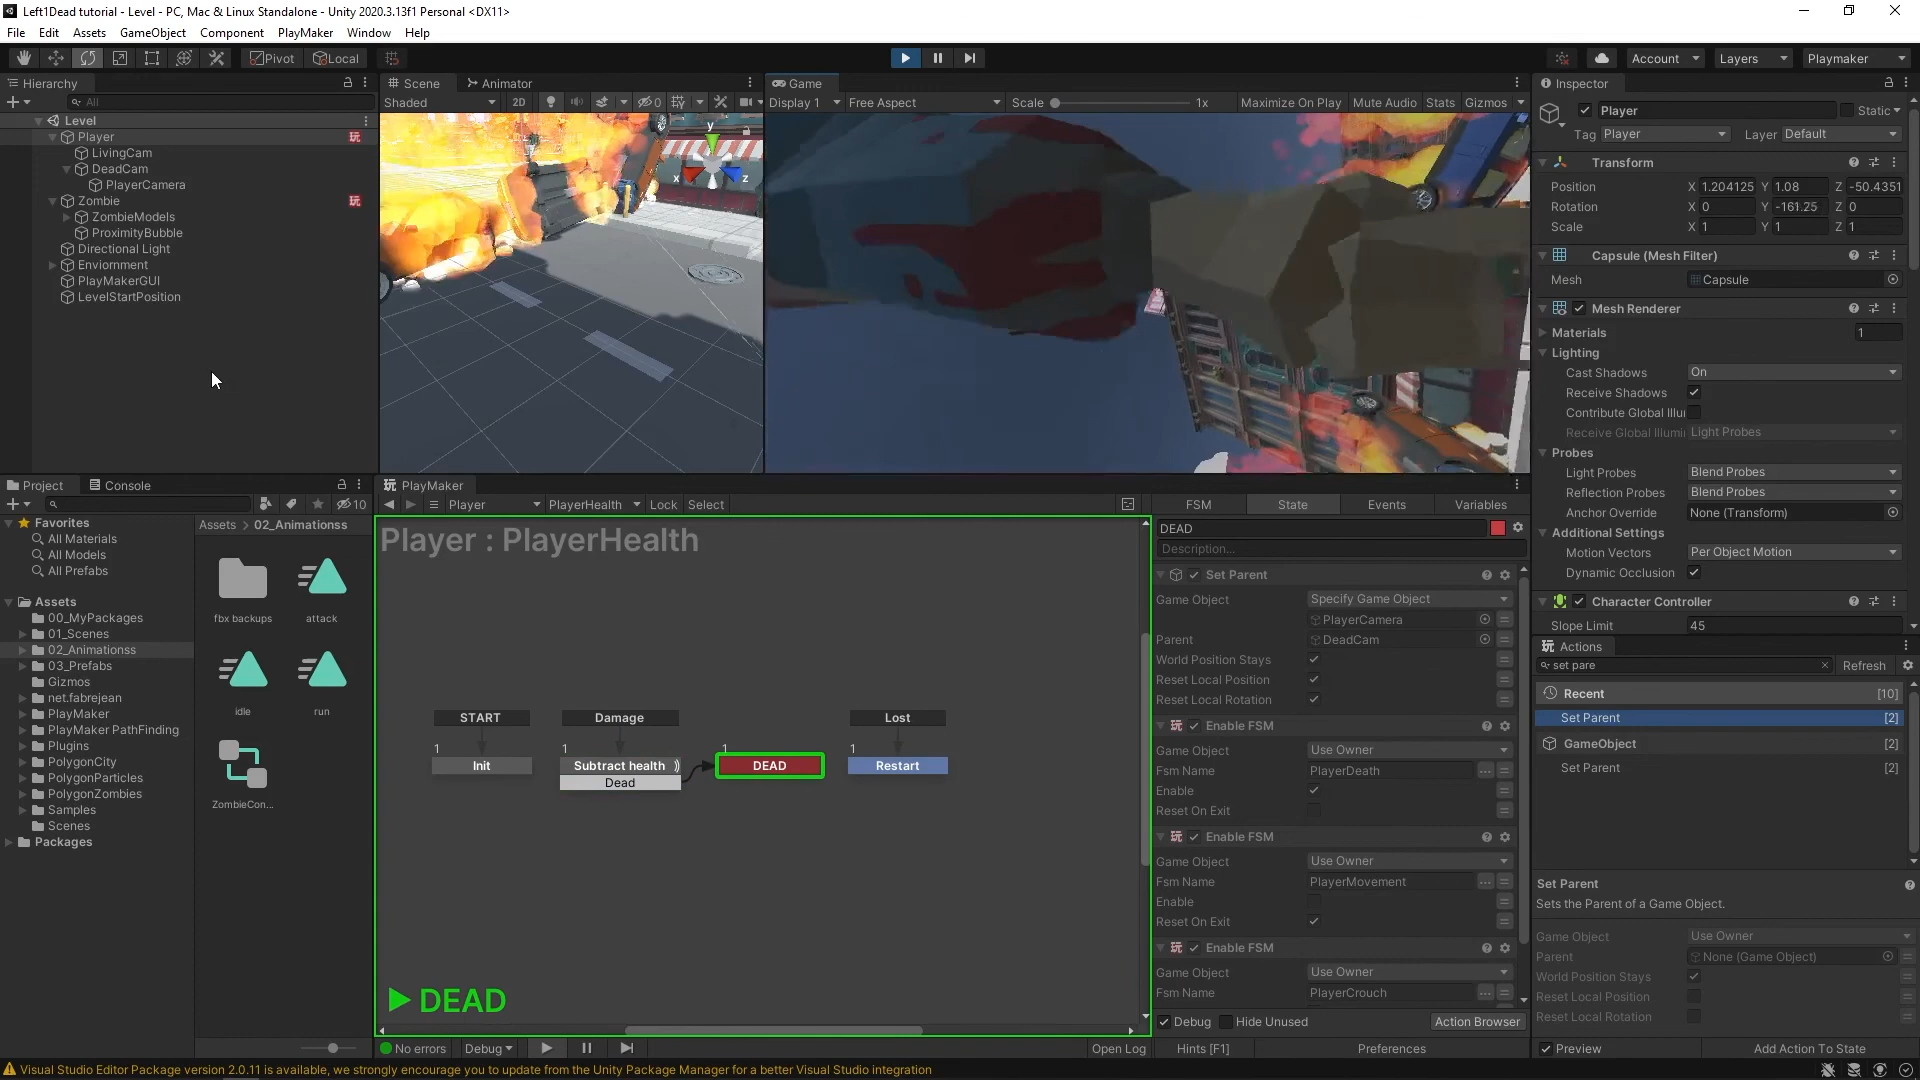 Left1Dead tutorial - Level - PC, Mac & Linux Standalone - Unity 2020.3.13f1 Personal <DX11>
File Edit Assets GameObject Component PlayMaker Window Help
Pivot Local Account Layers Playmaker
Hierarchy
All
Level
Player
LivingCam
DeadCam
PlayerCamera
Zombie
ZombieModels
ProximityBubble
Directional Light
Enviornment
PlayMakerGUI
LevelStartPosition
Scene Animator
Shaded 2D 0
y
x z
Game
Display 1 Free Aspect Scale 1x Maximize On Play Mute Audio Stats Gizmos
Inspector
Player Static
Tag Player Layer Default
Transform
Position X 1.204125 Y 1.08 Z -50.4351
Rotation X 0 Y -161.25 Z 0
Scale X 1 Y 1 Z 1
Capsule (Mesh Filter)
Mesh Capsule
Mesh Renderer
Materials 1
Lighting
Cast Shadows On
Receive Shadows
Contribute Global Illu
Receive Global Illumi Light Probes
Probes
Light Probes Blend Probes
Reflection Probes Blend Probes
Anchor Override None (Transform)
Additional Settings
Motion Vectors Per Object Motion
Dynamic Occlusion
Character Controller
Slope Limit 45
Project Console
10
Favorites
All Materials
All Models
All Prefabs
Assets
00_MyPackages
01_Scenes
02_Animationss
03_Prefabs
Gizmos
net.fabrejean
PlayMaker
PlayMaker PathFinding
Plugins
PolygonCity
PolygonParticles
PolygonZombies
Samples
Scenes
Packages
Assets > 02_Animationss
fbx backups attack
idle run
ZombieCon...
PlayMaker
Player PlayerHealth Lock Select
Player : PlayerHealth
START Damage Lost
1 1 1 1
Init Subtract health DEAD Restart
Dead
DEAD
No errors Debug Open Log
FSM State Events Variables
DEAD
Description...
Set Parent
Game Object Specify Game Object
PlayerCamera
Parent DeadCam
World Position Stays
Reset Local Position
Reset Local Rotation
Enable FSM
Game Object Use Owner
Fsm Name PlayerDeath
Enable
Reset On Exit
Enable FSM
Game Object Use Owner
Fsm Name PlayerMovement
Enable
Reset On Exit
Enable FSM
Game Object Use Owner
Fsm Name PlayerCrouch
Debug Hide Unused Action Browser
Hints [F1] Preferences
Actions
set pare Refresh
Recent [10]
Set Parent [2]
GameObject [2]
Set Parent [2]
Set Parent
Sets the Parent of a Game Object.
Game Object Use Owner
Parent None (Game Object)
World Position Stays
Reset Local Position
Reset Local Rotation
Preview Add Action To State
Visual Studio Editor Package version 2.0.11 is available, we strongly encourage you to update from the Unity Package Manager for a better Visual Studio integration